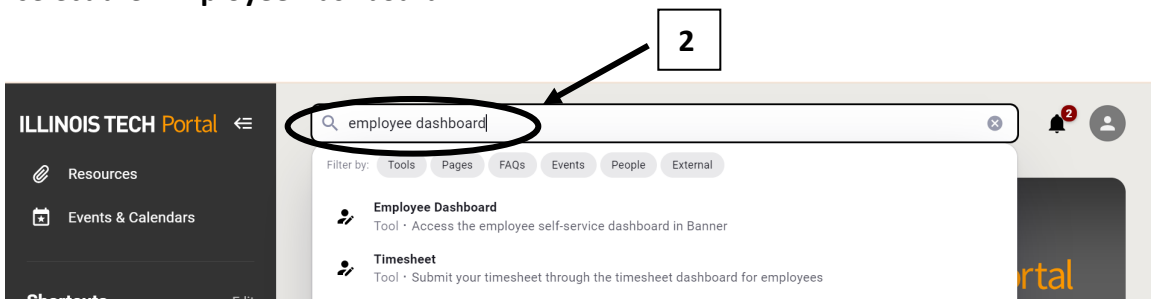 2
ILLINOIS TECH Portal
employee dashboard
2
Filter by: Tools Pages FAQs Events People External
Resources
Events & Calendars
Employee Dashboard
Tool · Access the employee self-service dashboard in Banner
Timesheet
Tool · Submit your timesheet through the timesheet dashboard for employees
rtal